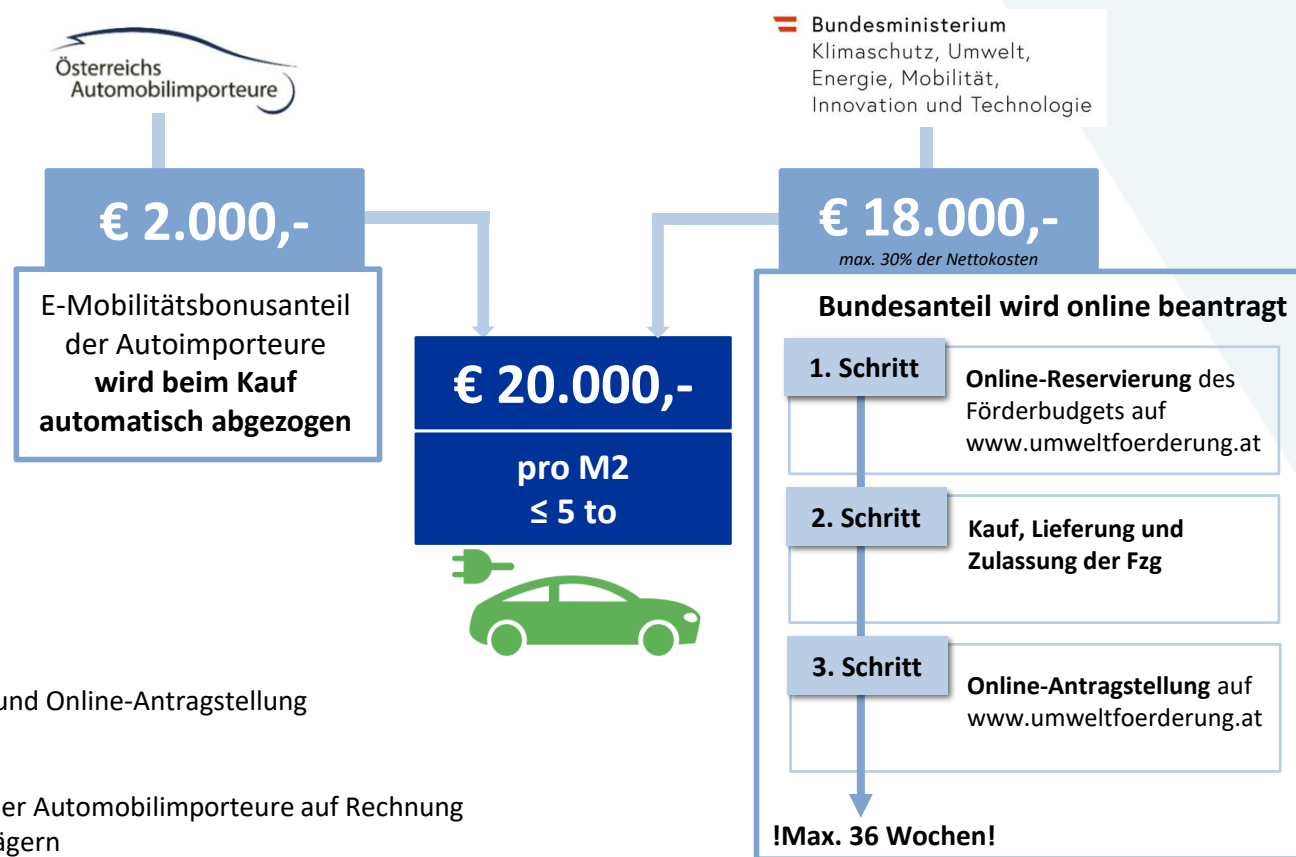 Österreichs
Automobilimporteure
Bundesministerium
Klimaschutz, Umwelt,
Energie, Mobilität,
Innovation und Technologie
€ 2.000,-
E-Mobilitätsbonusanteil
der Autoimporteure
wird beim Kauf
automatisch abgezogen
€ 18.000,-
max. 30% der Nettokosten
€ 20.000,-
pro M2
≤ 5 to
Bundesanteil wird online beantragt
1. Schritt
Online-Reservierung des
Förderbudgets auf
www.umweltfoerderung.at
2. Schritt
Kauf, Lieferung und
Zulassung der Fzg
3. Schritt
Online-Antragstellung auf
www.umweltfoerderung.at
!Max. 36 Wochen!
und Online-Antragstellung
er Automobilimporteure auf Rechnung
ägern